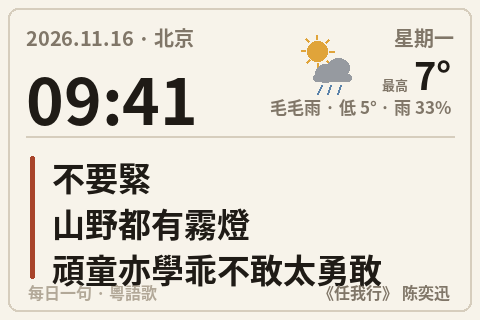 2026.11.16 · 北京
星期一
09:41
最高 7°
毛毛雨 · 低 5° · 雨 33%
不要緊
山野都有霧燈
頑童亦學乖不敢太勇敢
每日一句 · 粵語歌
《任我行》 陈奕迅